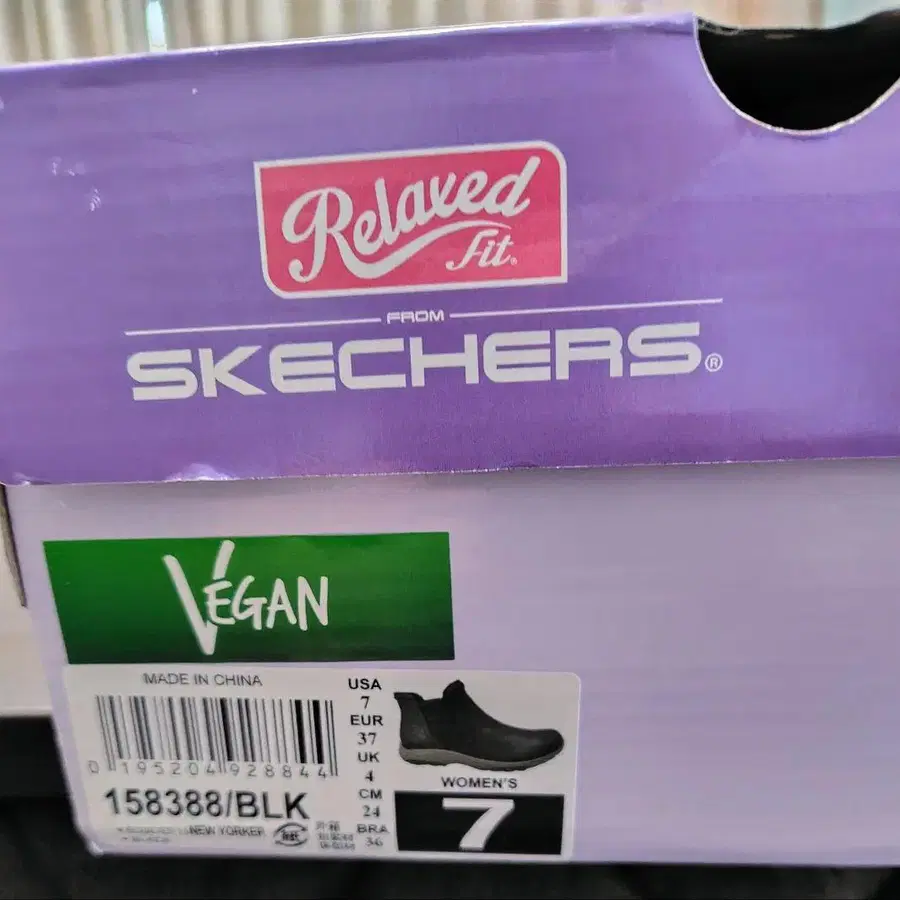 Relaxed
Fit®
FROM
SKECHERS®
VEGAN
MADE IN CHINA
0 195204 928844
158388/BLK
NEW YORKER
USA
7
EUR
37
UK
4
CM
24
BRA
36
WOMEN'S
7